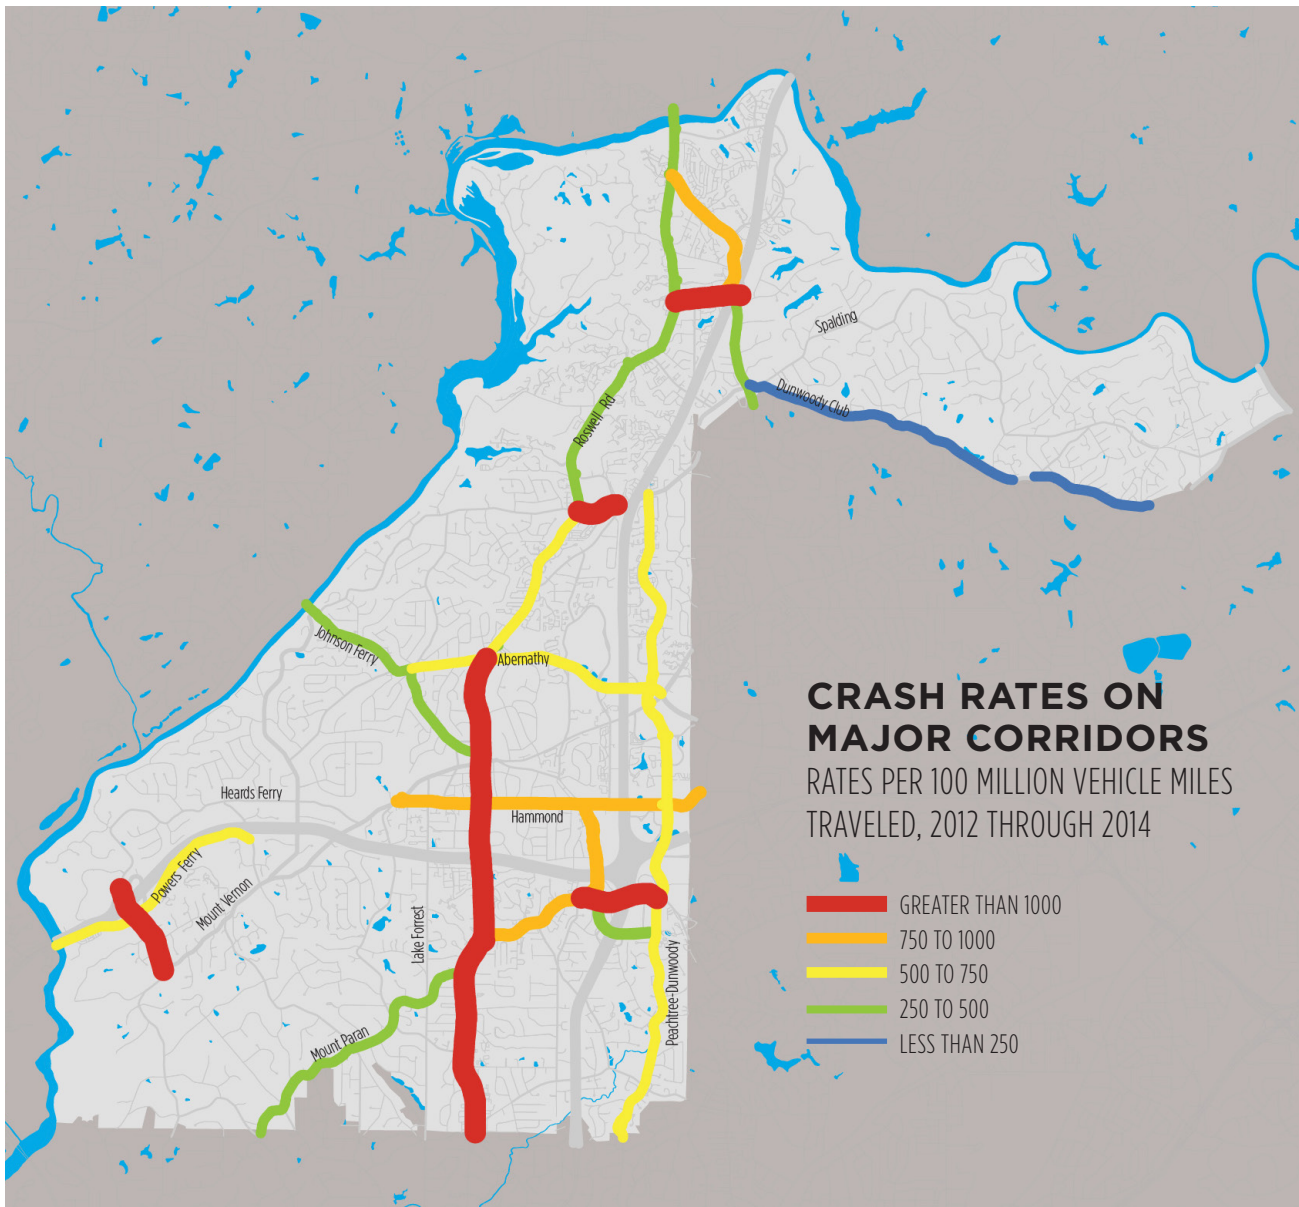 Spalding
Dunwoody Club
Roswell Rd
Johnson Ferry
Abernathy
CRASH RATES ON
MAJOR CORRIDORS
RATES PER 100 MILLION VEHICLE MILES
TRAVELED, 2012 THROUGH 2014
Heards Ferry
Hammond
Powers Ferry
Mount Vernon
Lake Forrest
Peachtree-Dunwoody
Mount Paran
GREATER THAN 1000
750 TO 1000
500 TO 750
250 TO 500
LESS THAN 250